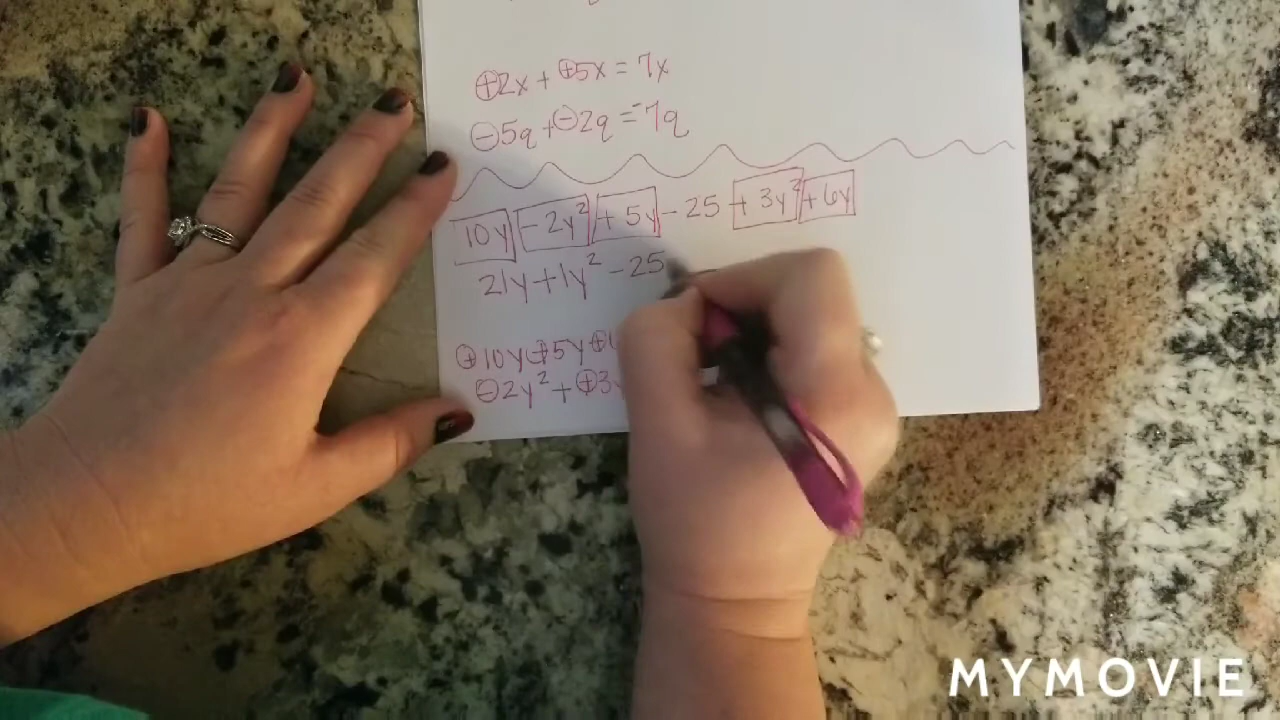 ⊕2x + ⊕5x = 7x
⊖5q + ⊖2q = ⁻7q
10y - 2y² + 5y - 25 + 3y² + 6y
21y + 1y² - 25
⊕10y + ⊕5y ⊕
⊖2y² + ⊕3y
MYMOVIE